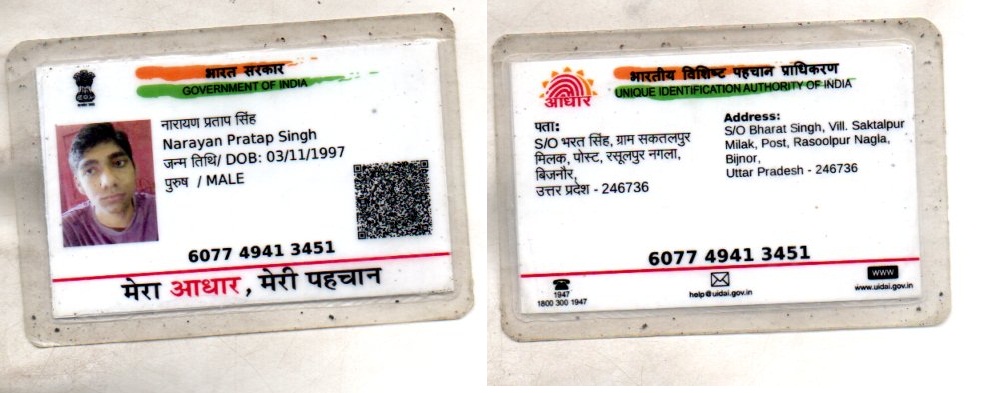 भारत सरकार
GOVERNMENT OF INDIA
नारायण प्रताप सिंह
Narayan Pratap Singh
जन्म तिथि/ DOB: 03/11/1997
पुरुष / MALE
6077 4941 3451
मेरा आधार, मेरी पहचान
भारतीय विशिष्ट पहचान प्राधिकरण
UNIQUE IDENTIFICATION AUTHORITY OF INDIA
आधार
पता:
S/O भरत सिंह, ग्राम सकतलपुर
मिलक, पोस्ट, रसूलपुर नगला,
बिजनौर,
उत्तर प्रदेश - 246736
Address:
S/O Bharat Singh, Vill. Saktalpur
Milak, Post, Rasoolpur Nagla,
Bijnor,
Uttar Pradesh - 246736
6077 4941 3451
1947
1800 300 1947
help@uidai.gov.in
www
www.uidai.gov.in